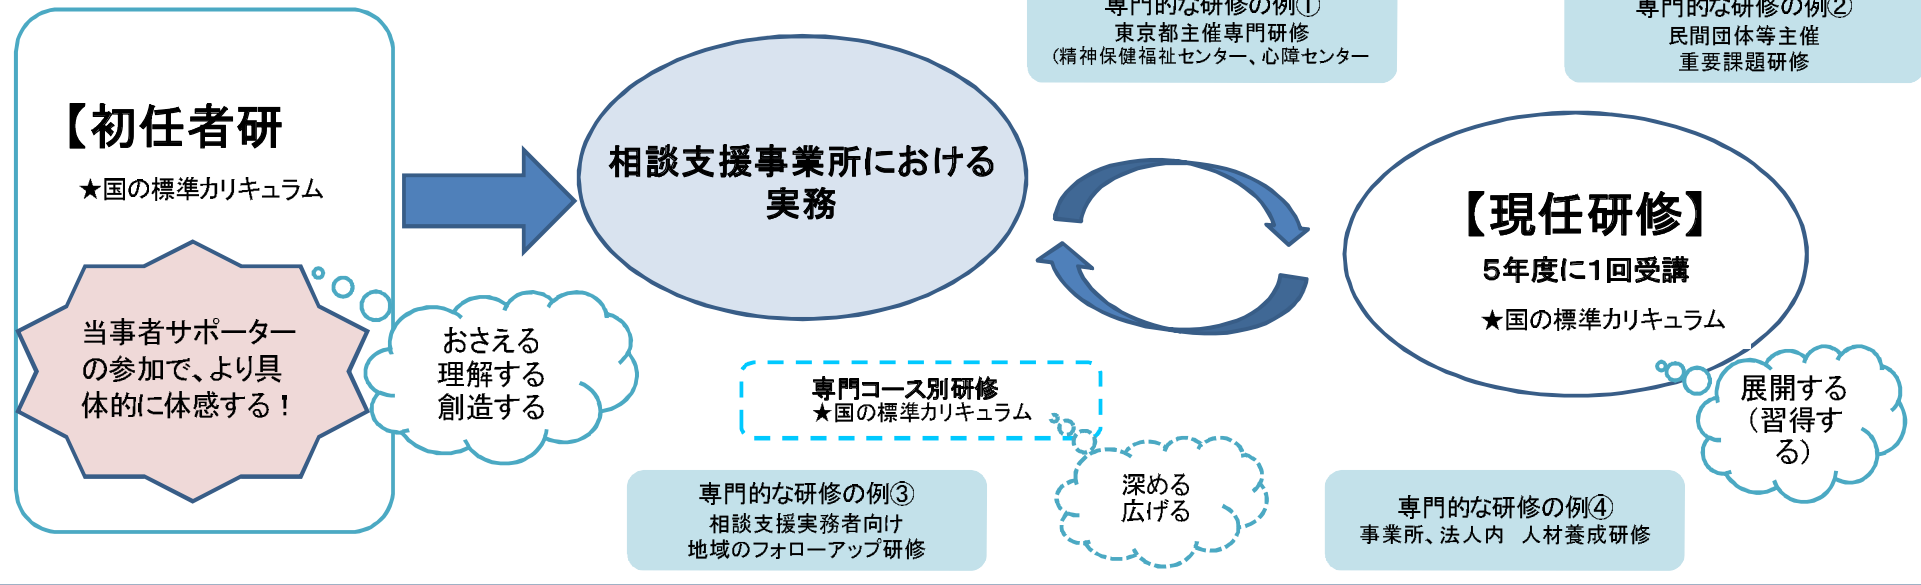 専門的な研修の例①
東京都主催専門研修
(精神保健福祉センター、心障センター
専門的な研修の例②
民間団体等主催
重要課題研修
【初任者研
★国の標準カリキュラム
当事者サポーター
の参加で、より具
体的に体感する！
おさえる
理解する
創造する
相談支援事業所における
実務
【現任研修】
５年度に１回受講
★国の標準カリキュラム
展開する
（習得す
る）
専門コース別研修
★国の標準カリキュラム
深める
広げる
専門的な研修の例③
相談支援実務者向け
地域のフォローアップ研修
専門的な研修の例④
事業所、法人内　人材養成研修